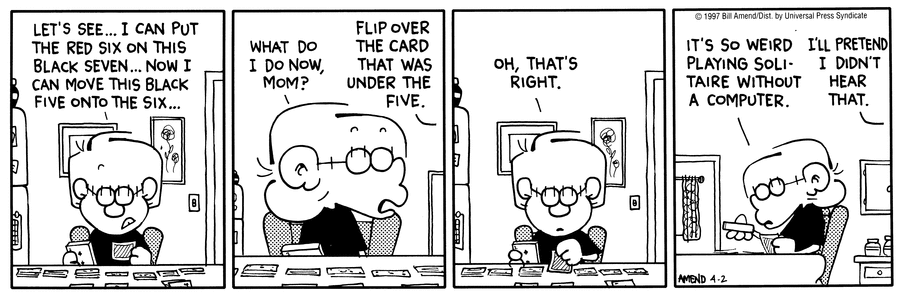 LET'S SEE... I CAN PUT
THE RED SIX ON THIS
BLACK SEVEN... NOW I
CAN MOVE THIS BLACK
FIVE ONTO THE SIX...
WHAT DO
I DO NOW,
MOM?
FLIP OVER
THE CARD
THAT WAS
UNDER THE
FIVE.
OH, THAT'S
RIGHT.
© 1997 Bill Amend/Dist. by Universal Press Syndicate
IT'S SO WEIRD
PLAYING SOLI-
TAIRE WITHOUT
A COMPUTER.
I'LL PRETEND
I DIDN'T
HEAR
THAT.
AMEND 4-2